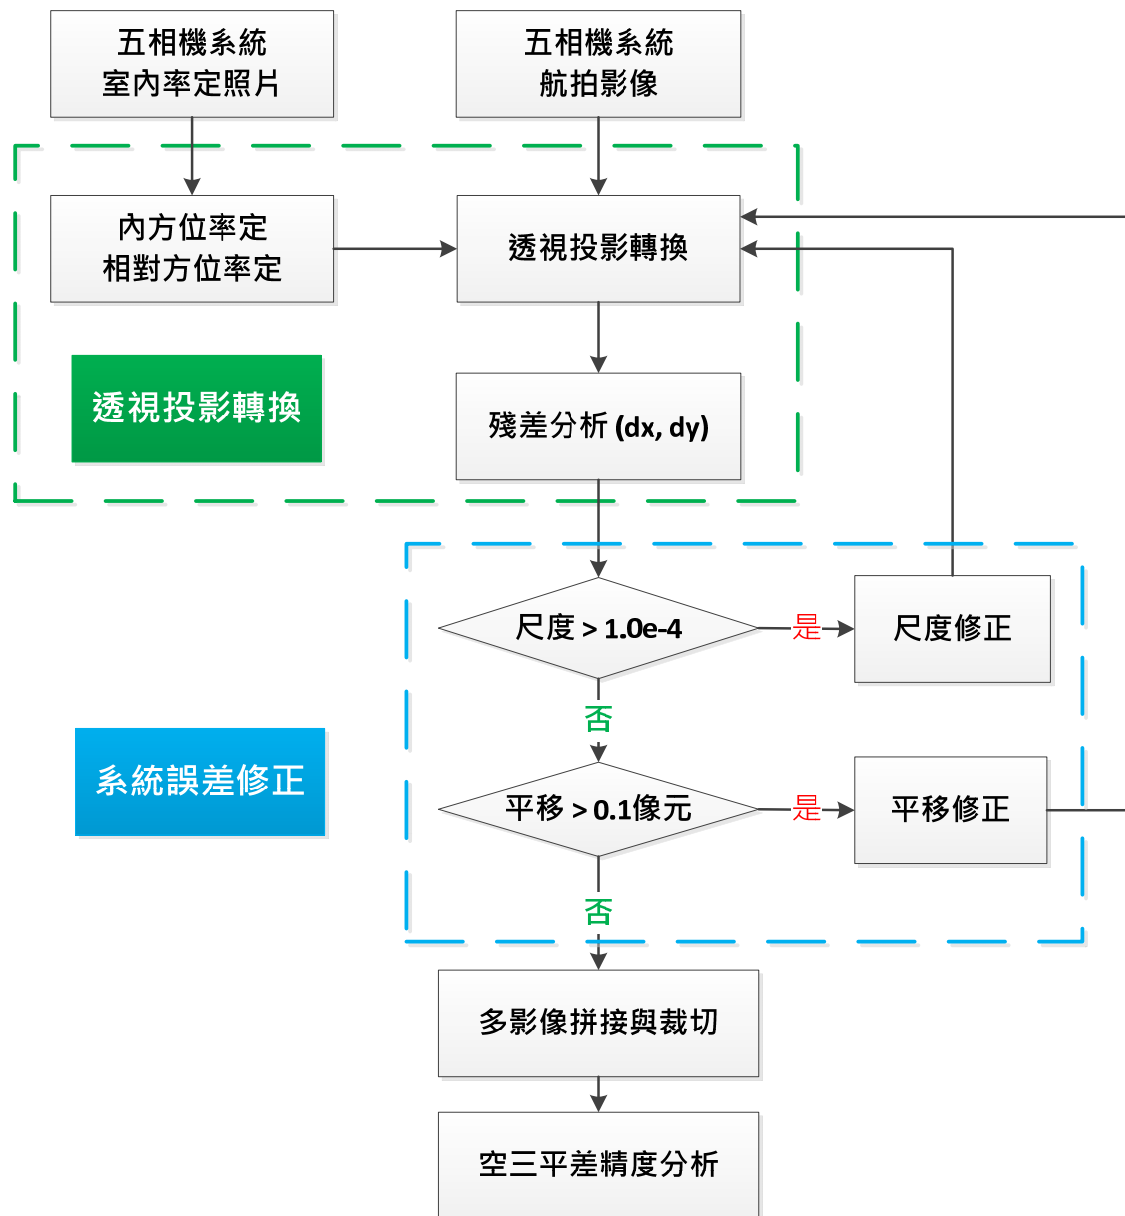 五相機系統
室內率定照片
五相機系統
航拍影像
內方位率定
相對方位率定
透視投影轉換
透視投影轉換
殘差分析 (dx, dy)
尺度 > 1.0e-4
是
尺度修正
否
系統誤差修正
平移 > 0.1像元
是
平移修正
否
多影像拼接與裁切
空三平差精度分析